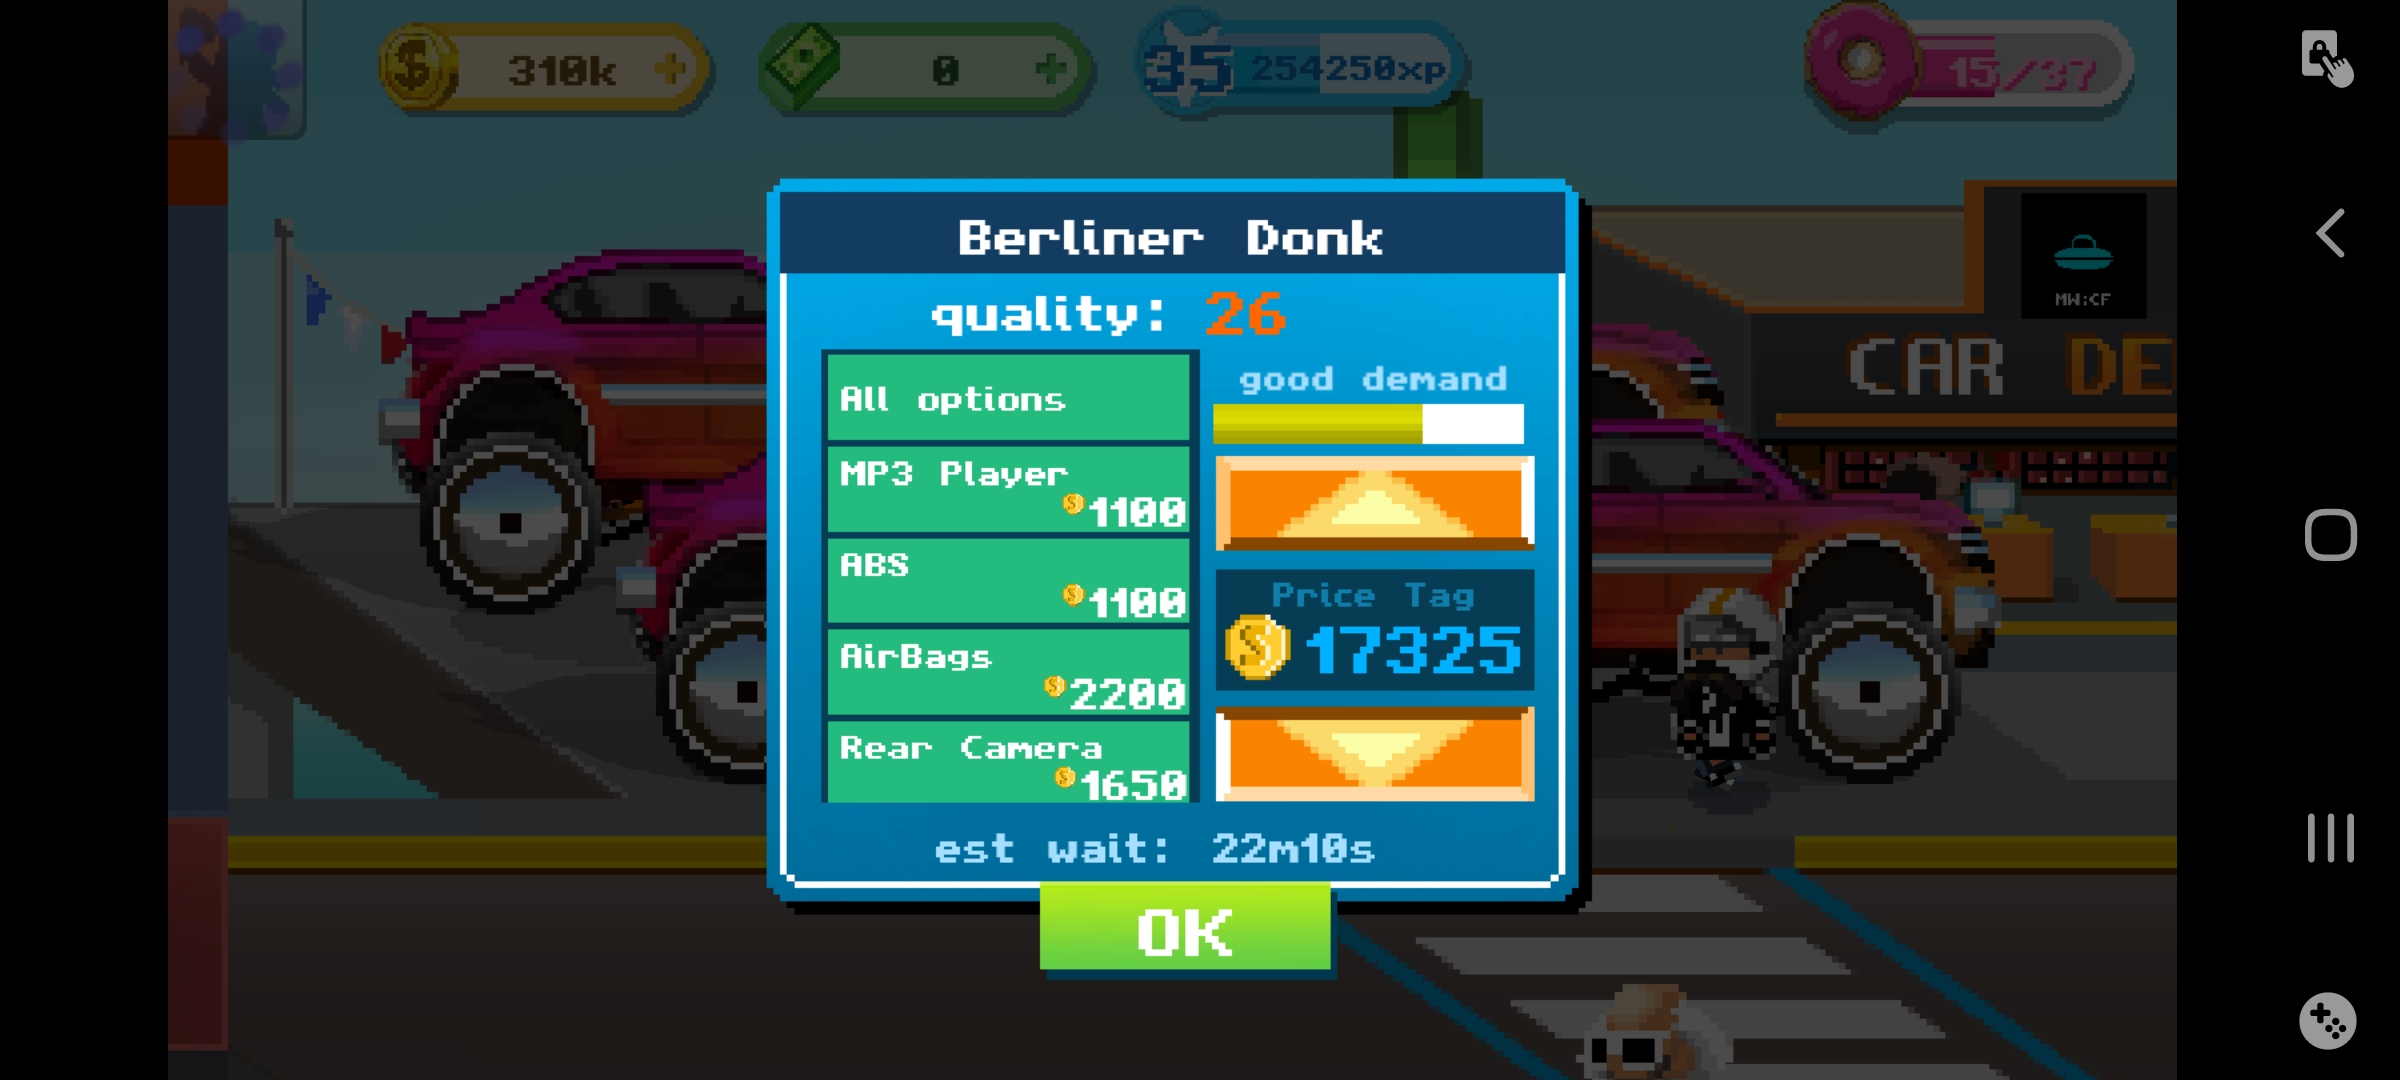 310k
0
35
254250xp
15/37
MW:CF
CAR DE
Berliner Donk
quality: 26
All options
good demand
MP3 Player
1100
ABS
1100
Price Tag
17325
AirBags
2200
Rear Camera
1650
est wait: 22m10s
OK